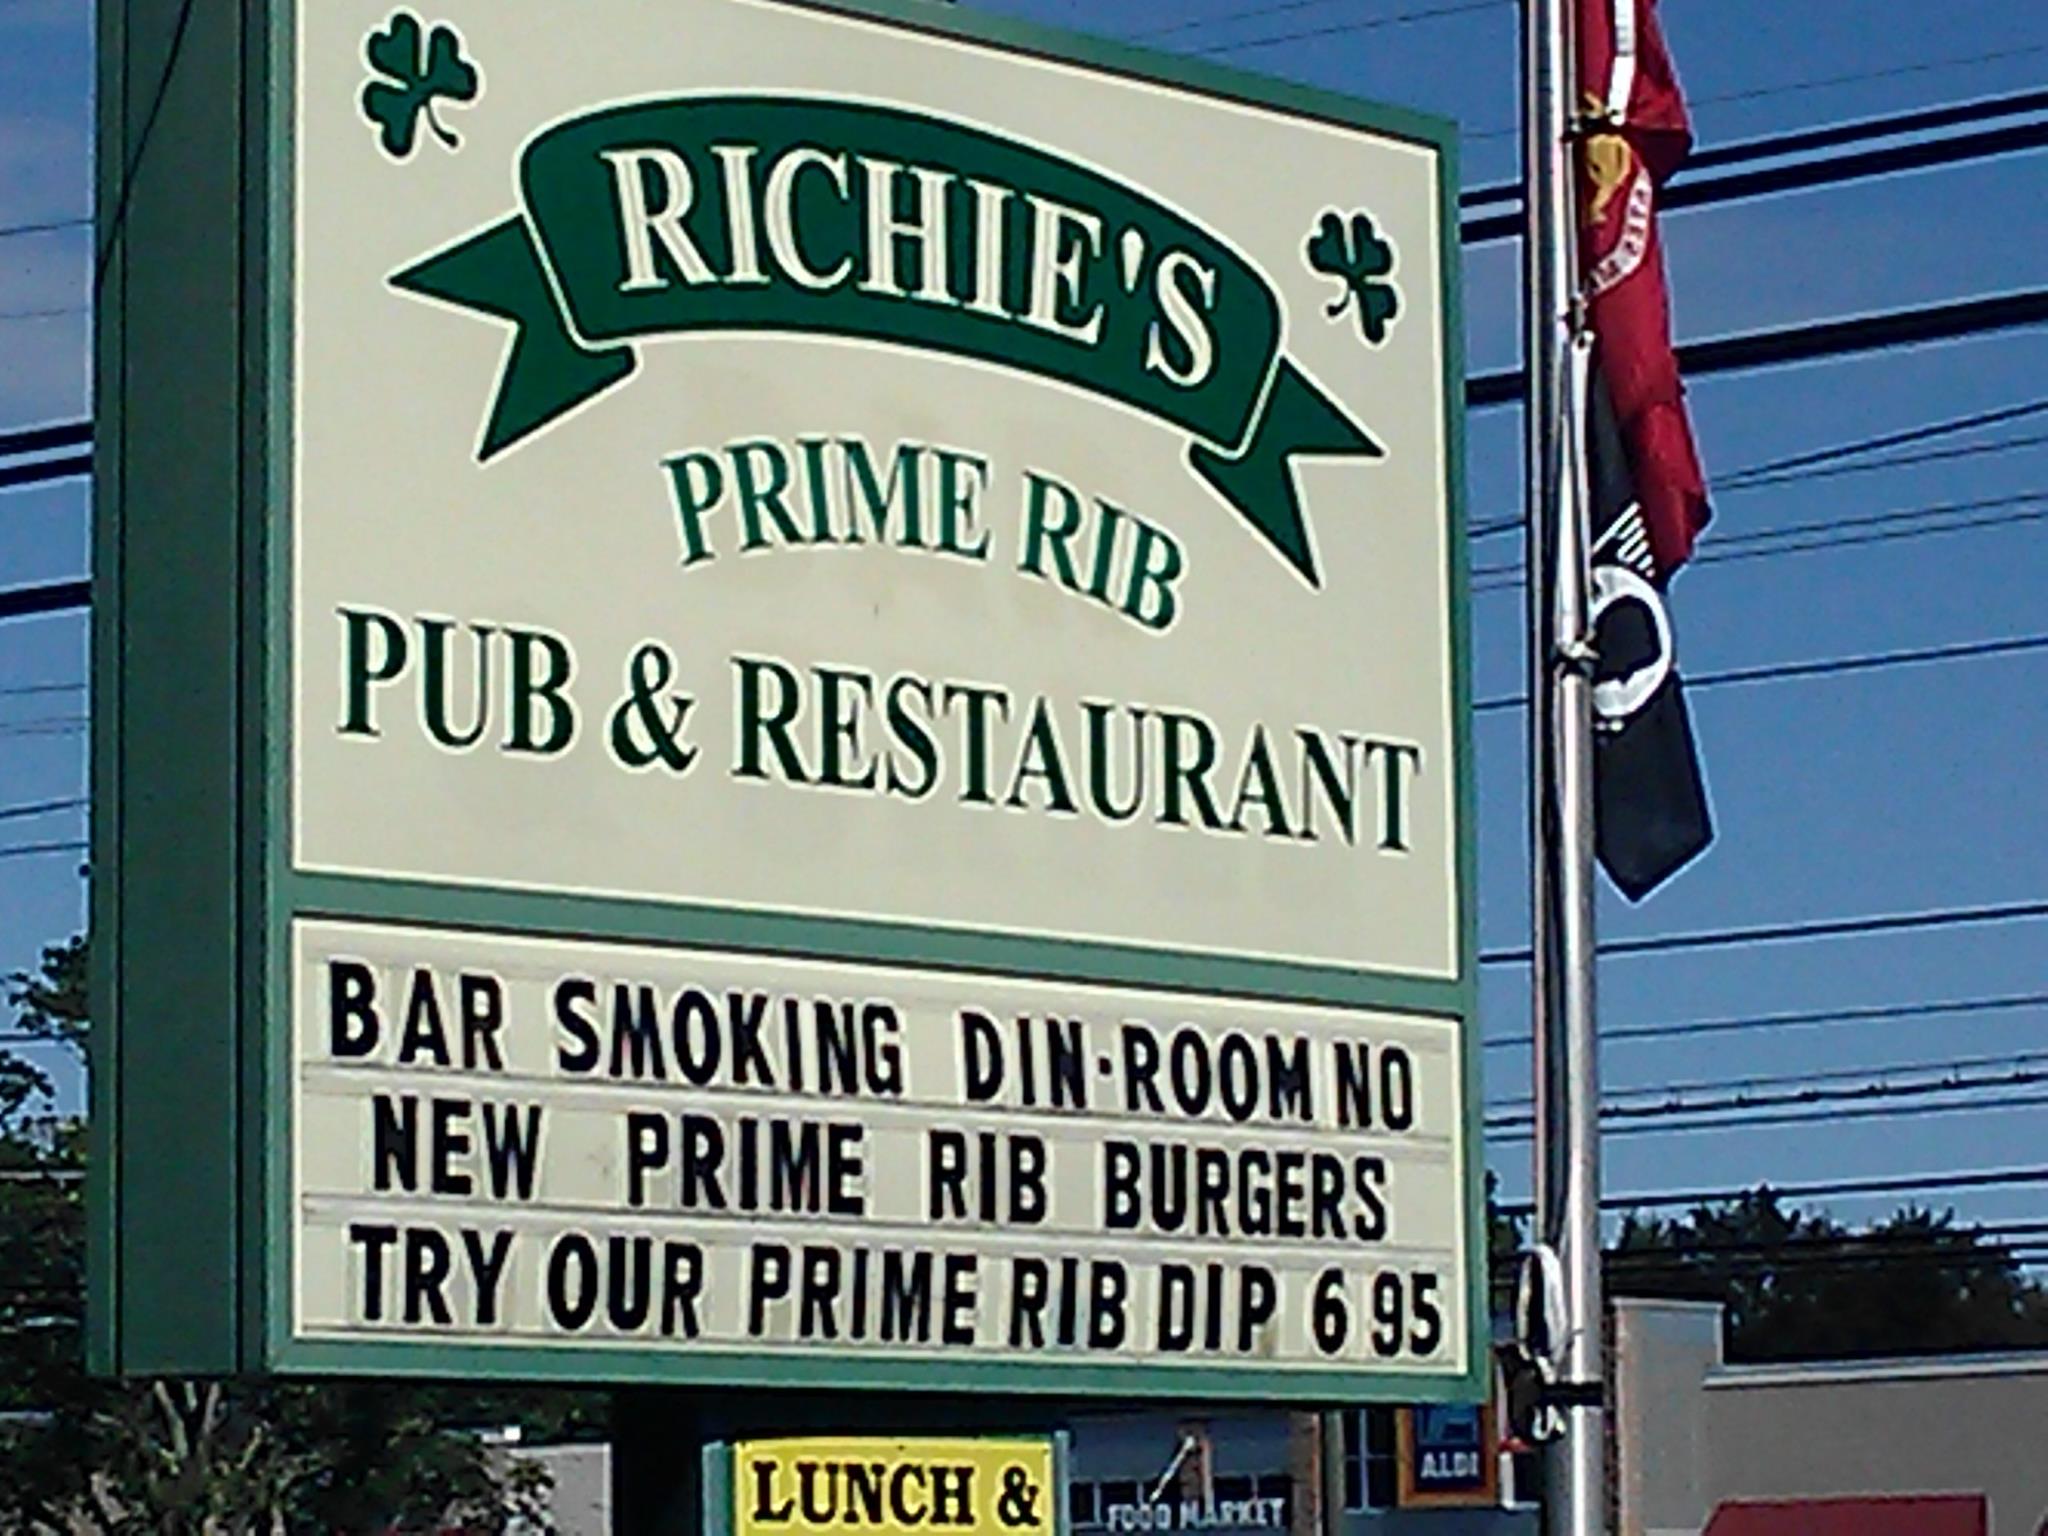 RICHIE'S
PRIME RIB
PUB & RESTAURANT
BAR SMOKING DIN·ROOM NO
NEW PRIME RIB BURGERS
TRY OUR PRIME RIB DIP 6 95
LUNCH &
FOOD MARKET
ALDI